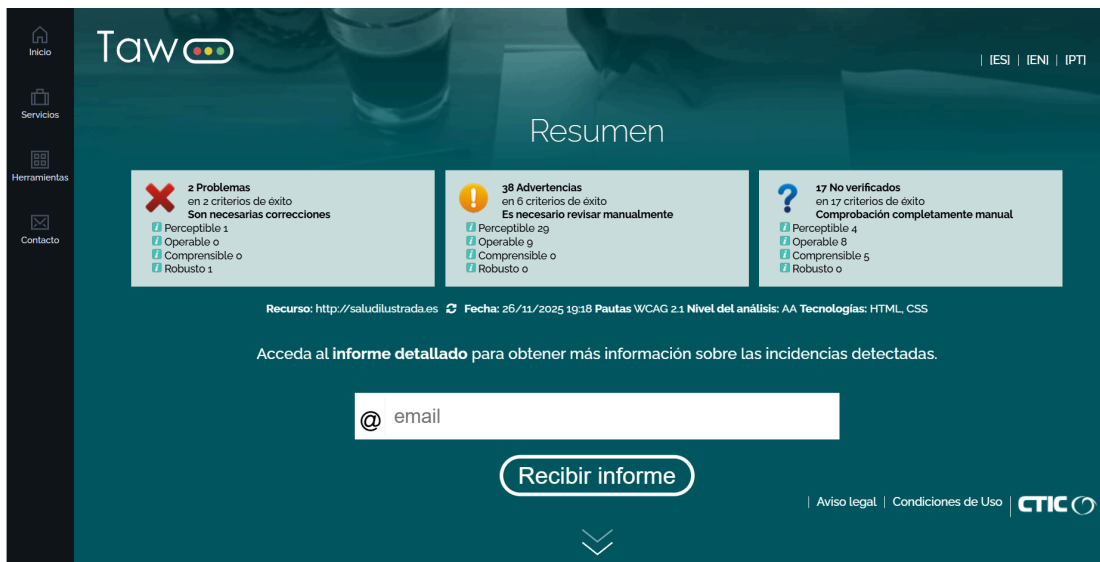 Inicio
Servicios
Herramientas
Contacto
Taw
| [ES] | [EN] | [PT]
Resumen
2 Problemas
en 2 criterios de éxito
Son necesarias correcciones
Perceptible 1
Operable 0
Comprensible 0
Robusto 1
38 Advertencias
en 6 criterios de éxito
Es necesario revisar manualmente
Perceptible 29
Operable 9
Comprensible 0
Robusto 0
17 No verificados
en 17 criterios de éxito
Comprobación completamente manual
Perceptible 4
Operable 8
Comprensible 5
Robusto 0
Recurso: http://saludilustrada.es Fecha: 26/11/2025 19:18 Pautas WCAG 2.1 Nivel del análisis: AA Tecnologías: HTML, CSS
Acceda al informe detallado para obtener más información sobre las incidencias detectadas.
@ email
Recibir informe
| Aviso legal | Condiciones de Uso | CTIC